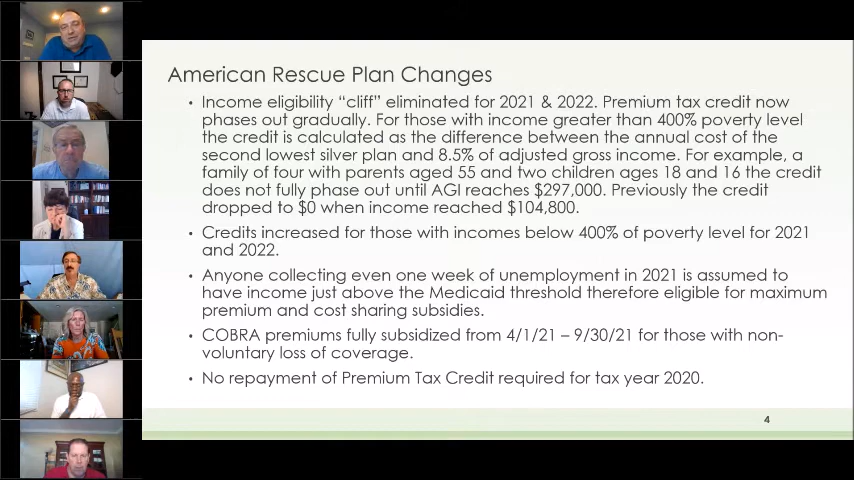 American Rescue Plan Changes
• Income eligibility “cliff” eliminated for 2021 & 2022. Premium tax credit now
phases out gradually. For those with income greater than 400% poverty level
the credit is calculated as the difference between the annual cost of the
second lowest silver plan and 8.5% of adjusted gross income. For example, a
family of four with parents aged 55 and two children ages 18 and 16 the credit
does not fully phase out until AGI reaches $297,000. Previously the credit
dropped to $0 when income reached $104,800.
• Credits increased for those with incomes below 400% of poverty level for 2021
and 2022.
• Anyone collecting even one week of unemployment in 2021 is assumed to
have income just above the Medicaid threshold therefore eligible for maximum
premium and cost sharing subsidies.
• COBRA premiums fully subsidized from 4/1/21 – 9/30/21 for those with non-
voluntary loss of coverage.
• No repayment of Premium Tax Credit required for tax year 2020.
4